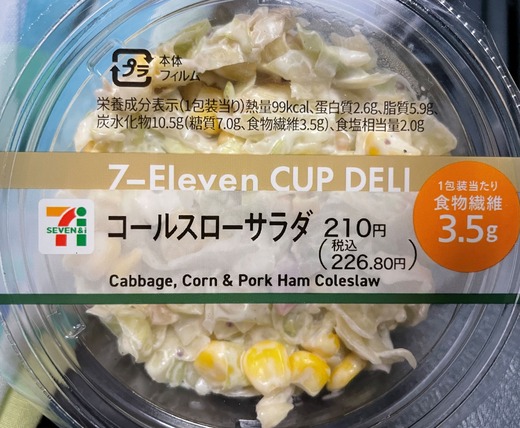 プラ
本体
フィルム
栄養成分表示(1包装当り)熱量99kcal、蛋白質2.6g、脂質5.9g、
炭水化物10.5g(糖質7.0g、食物繊維3.5g)、食塩相当量2.0g
7-Eleven CUP DELI
1包装当たり
食物繊維
3.5g
7
SEVEN&i
コールスローサラダ 210円
(税込
226.80円)
Cabbage, Corn & Pork Ham Coleslaw